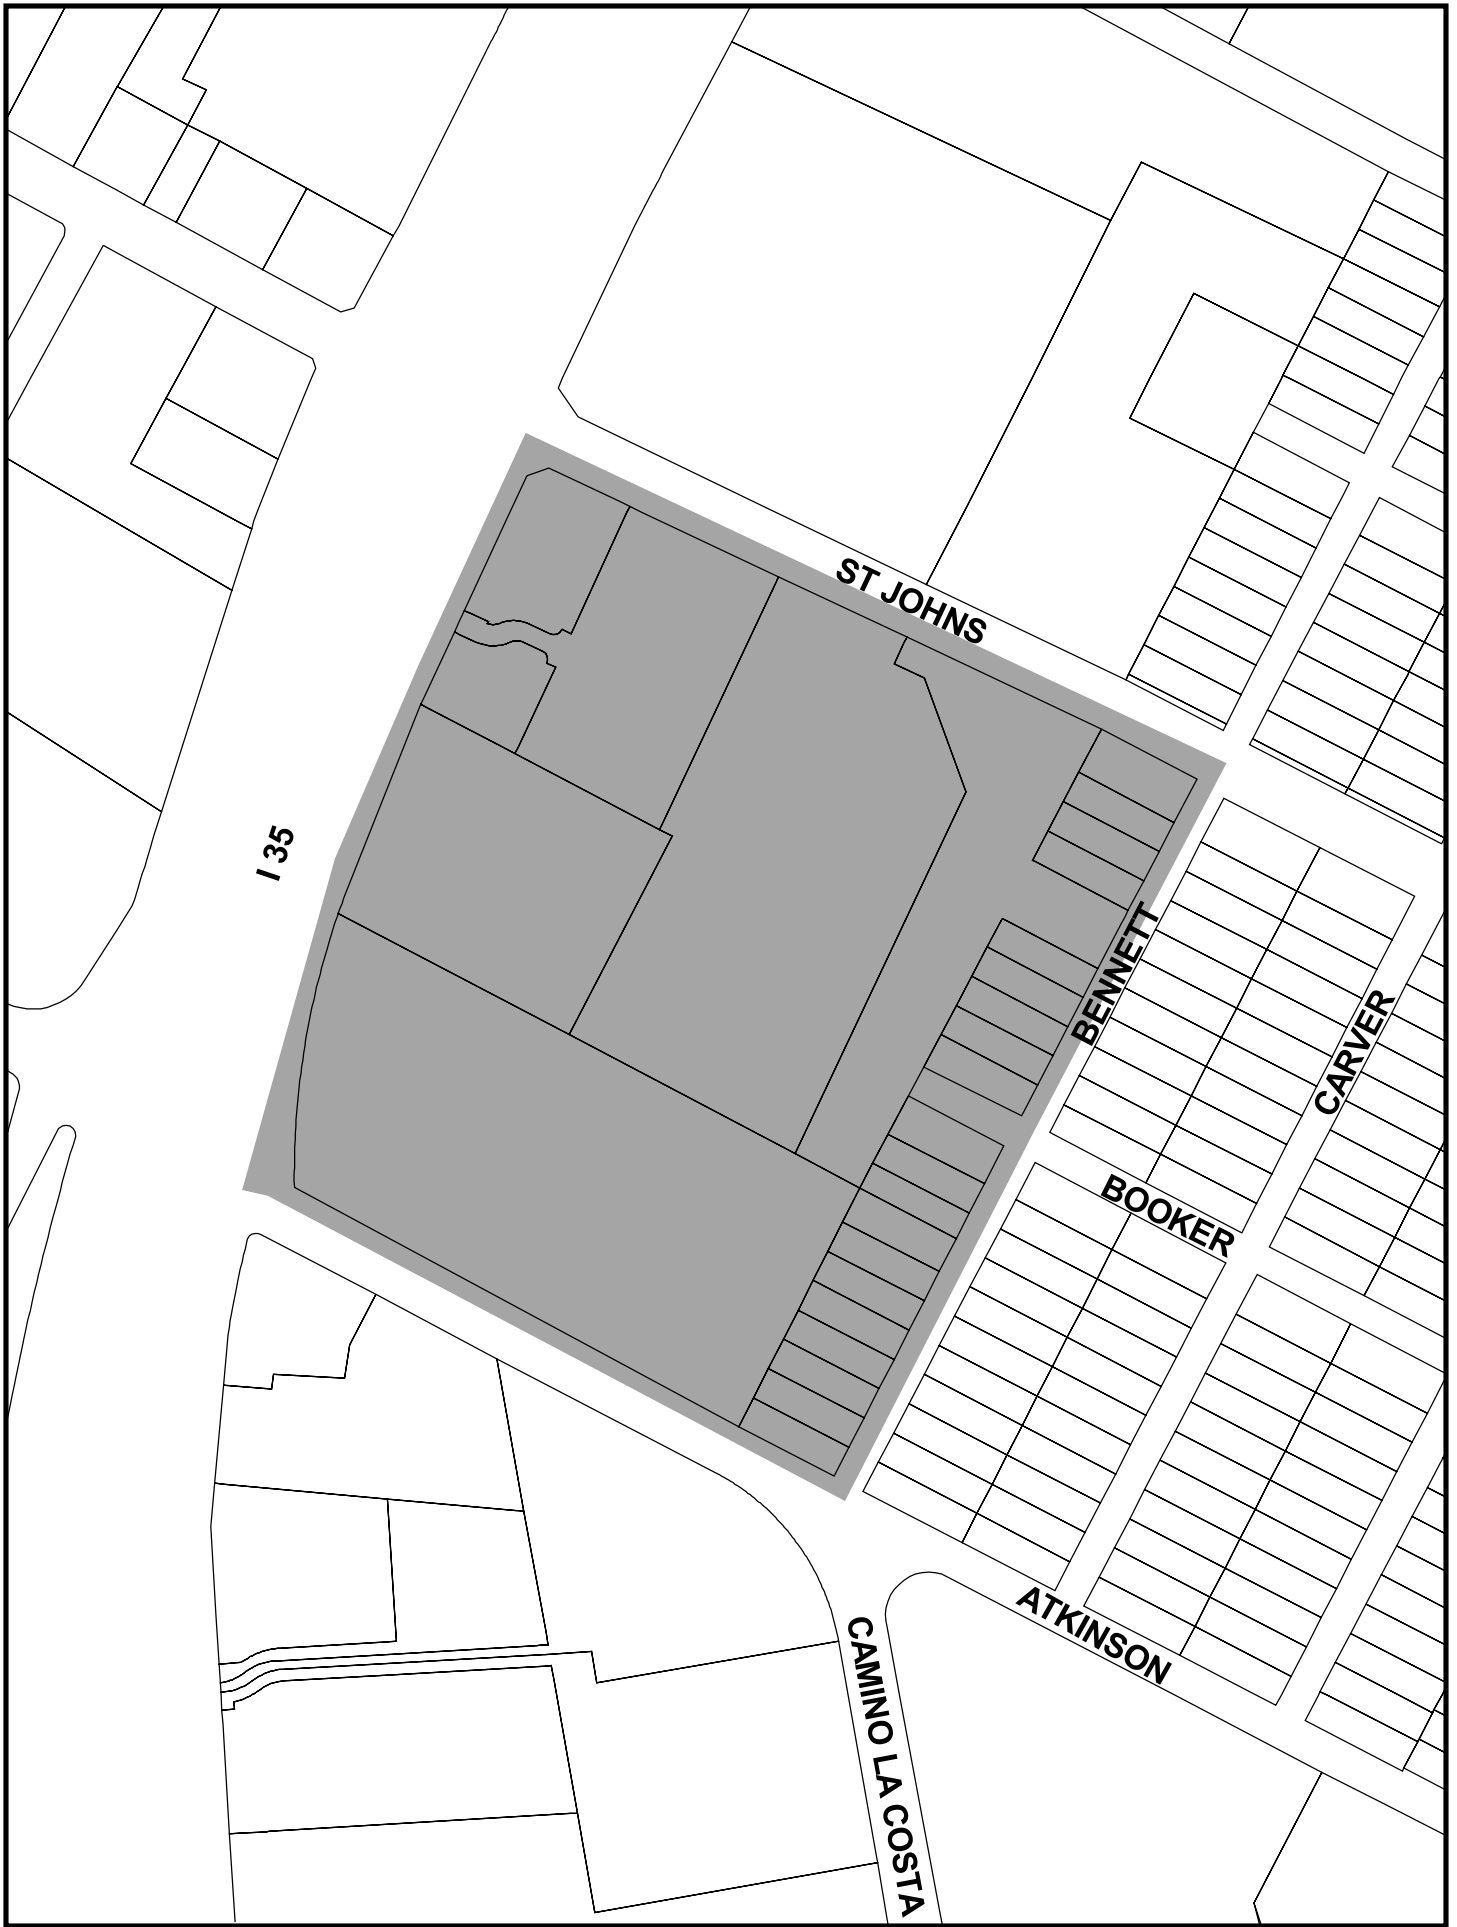 ST JOHNS
I 35
BENNETT
CARVER
BOOKER
ATKINSON
CAMINO LA COSTA